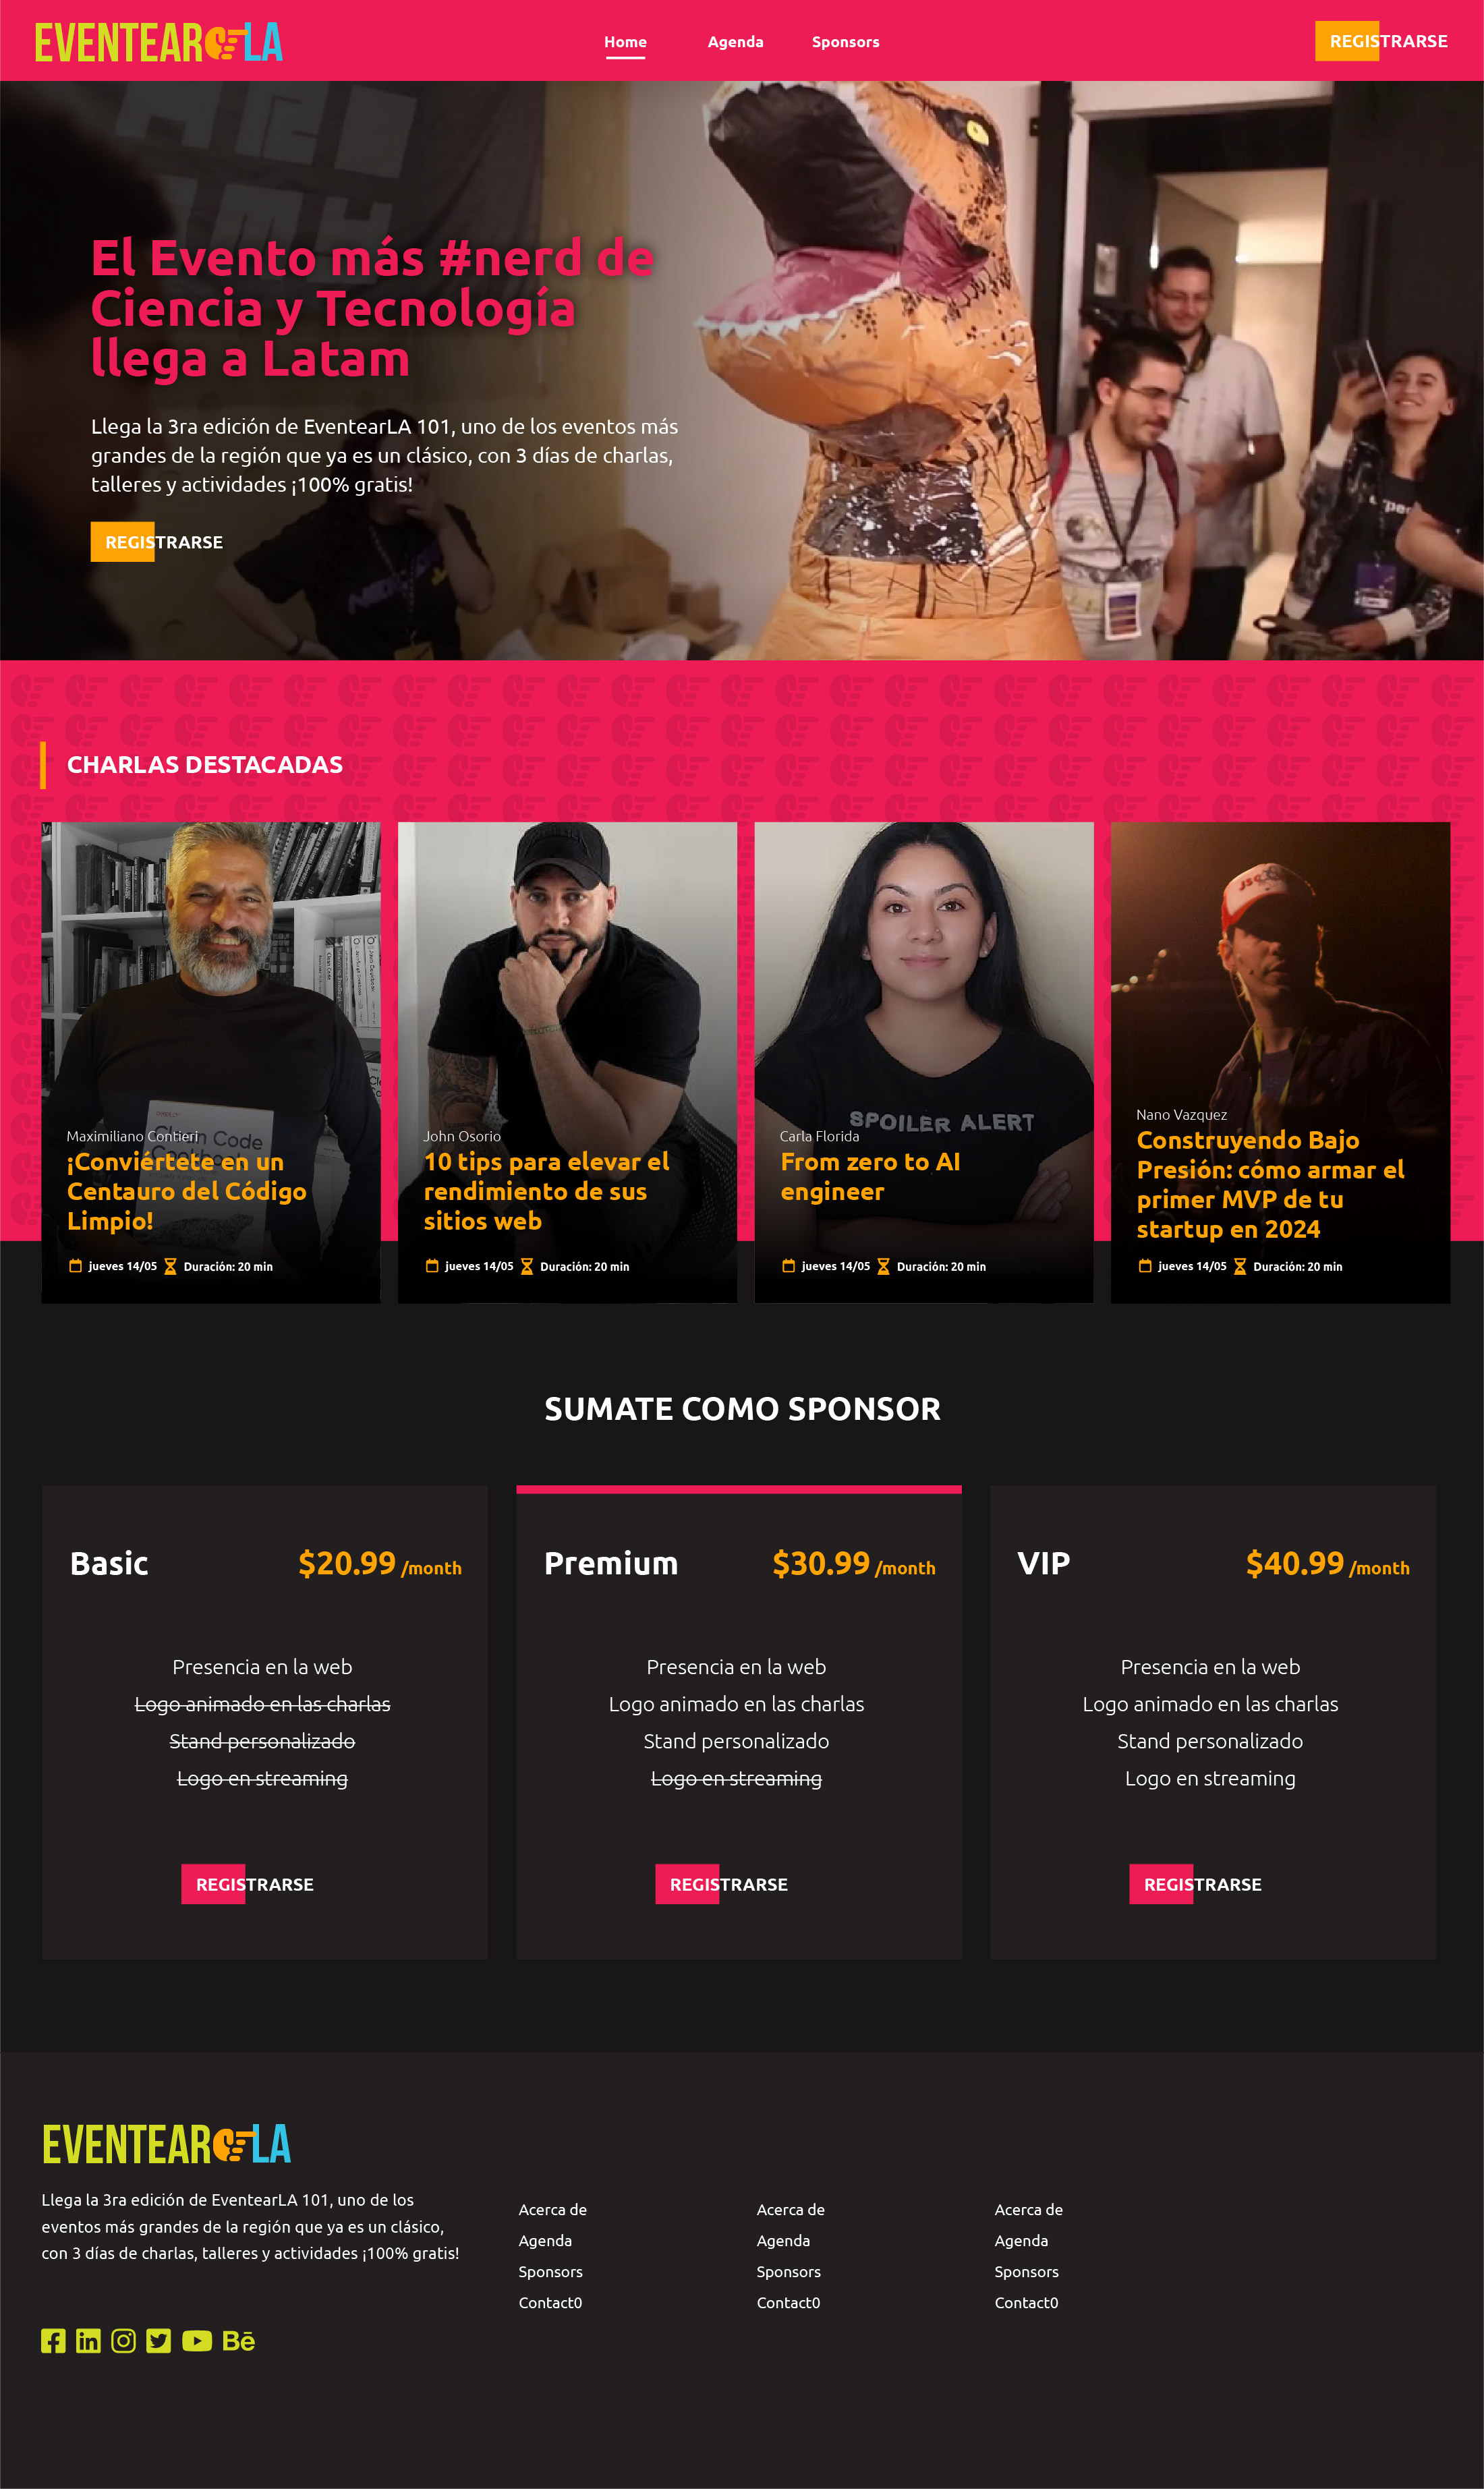 EVENTEAR LA
Home
Agenda
Sponsors
REGISTRARSE
El Evento más #nerd de
Ciencia y Tecnología
llega a Latam
Llega la 3ra edición de EventearLA 101, uno de los eventos más
grandes de la región que ya es un clásico, con 3 días de charlas,
talleres y actividades ¡100% gratis!
REGISTRARSE
CHARLAS DESTACADAS
Clean Code
Maximiliano Contieri
¡Conviértete en un
Centauro del Código
Limpio!
jueves 14/05
Duración: 20 min
John Osorio
10 tips para elevar el
rendimiento de sus
sitios web
jueves 14/05
Duración: 20 min
SPOILER ALERT
Carla Florida
From zero to AI
engineer
jueves 14/05
Duración: 20 min
Nano Vazquez
Construyendo Bajo
Presión: cómo armar el
primer MVP de tu
startup en 2024
jueves 14/05
Duración: 20 min
SUMATE COMO SPONSOR
Basic
$20.99 /month
Presencia en la web
Logo animado en las charlas
Stand personalizado
Logo en streaming
REGISTRARSE
Premium
$30.99 /month
Presencia en la web
Logo animado en las charlas
Stand personalizado
Logo en streaming
REGISTRARSE
VIP
$40.99 /month
Presencia en la web
Logo animado en las charlas
Stand personalizado
Logo en streaming
REGISTRARSE
EVENTEAR LA
Llega la 3ra edición de EventearLA 101, uno de los
eventos más grandes de la región que ya es un clásico,
con 3 días de charlas, talleres y actividades ¡100% gratis!
Bē
Acerca de
Agenda
Sponsors
Contact0
Acerca de
Agenda
Sponsors
Contact0
Acerca de
Agenda
Sponsors
Contact0